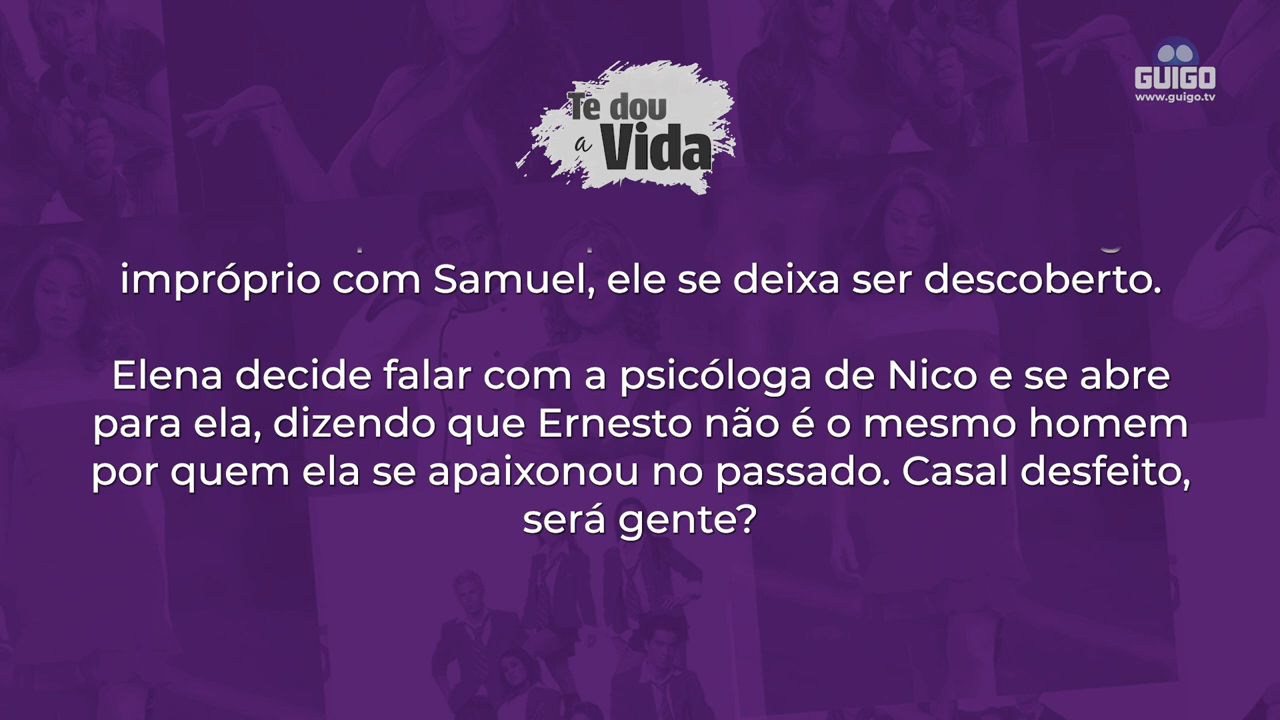 GUIGO
www.guigo.tv
Te dou
a Vida
impróprio com Samuel, ele se deixa ser descoberto.
Elena decide falar com a psicóloga de Nico e se abre
para ela, dizendo que Ernesto não é o mesmo homem
por quem ela se apaixonou no passado. Casal desfeito,
será gente?